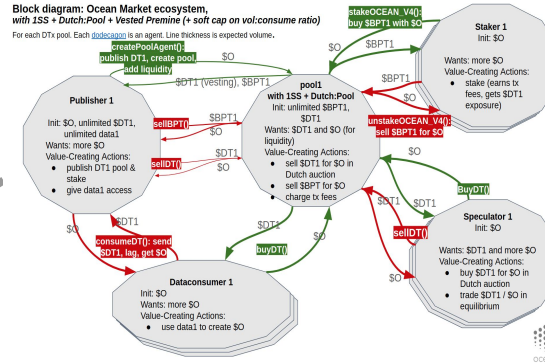 Block diagram: Ocean Market ecosystem,
with 1SS + Dutch:Pool + Vested Premine (+ soft cap on vol:consume ratio)
For each DTx pool. Each dodecagon is an agent. Line thickness is expected volume.
createPoolAgent():
publish DT1, create pool,
add liquidity
$O
$DT1 (vesting), $BPT1
stakeOCEAN_V4():
buy $BPT1 with $O
$O
$BPT1
Staker 1
Init: $O
Wants: more $O
Value-Creating Actions:
● stake (earns tx
fees, gets $DT1
exposure)
$BPT1
$O
unstakeOCEAN_V4():
sell $BPT1 for $O
Publisher 1
Init: $O, unlimited $DT1,
unlimited data1
Wants: more $O
Value-Creating Actions:
● publish DT1 pool &
stake
● give data1 access
sellBPT()
$BPT1
$O
sellDT()
$DT1
$O
pool1
with 1SS + Dutch:Pool
Init: unlimited $BPT1,
$DT1
Wants: $DT1 and $O (for
liquidity)
Value-Creating Actions:
● sell $DT1 for $O in
Dutch auction
● sell $BPT for $O
● charge tx fees
$O
BuyDT()
$DT1
$DT1
sellDT()
$O
Speculator 1
Init: $O
Wants: $DT1 and more $O
Value-Creating Actions:
● buy $DT1 for $O in
Dutch auction
● trade $DT1 / $O in
equilibrium
$O
$DT1
consumeDT(): send
$DT1, lag, get $O
$DT1
buyDT()
$O
Dataconsumer 1
Init: $O
Wants: more $O
Value-Creating Actions:
● use data1 to create $O